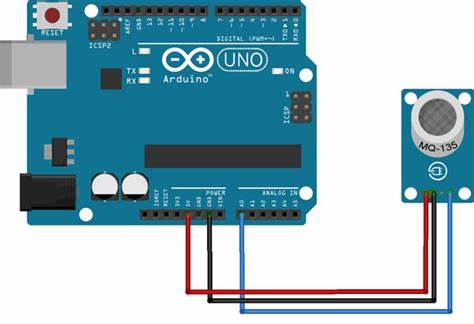 RESET
ICSP2
AREF
GND
13
12
11
10
9
8
7
6
5
4
3
2
1
0
DIGITAL (PWM~)
TX▸
RX◂
L
TX
RX
UNO
Arduino™
ON
1
ICSP
MQ-135
IOREF
RESET
3V3
5V
GND
VIN
POWER
ANALOG IN
A0
A1
A2
A3
A4
A5